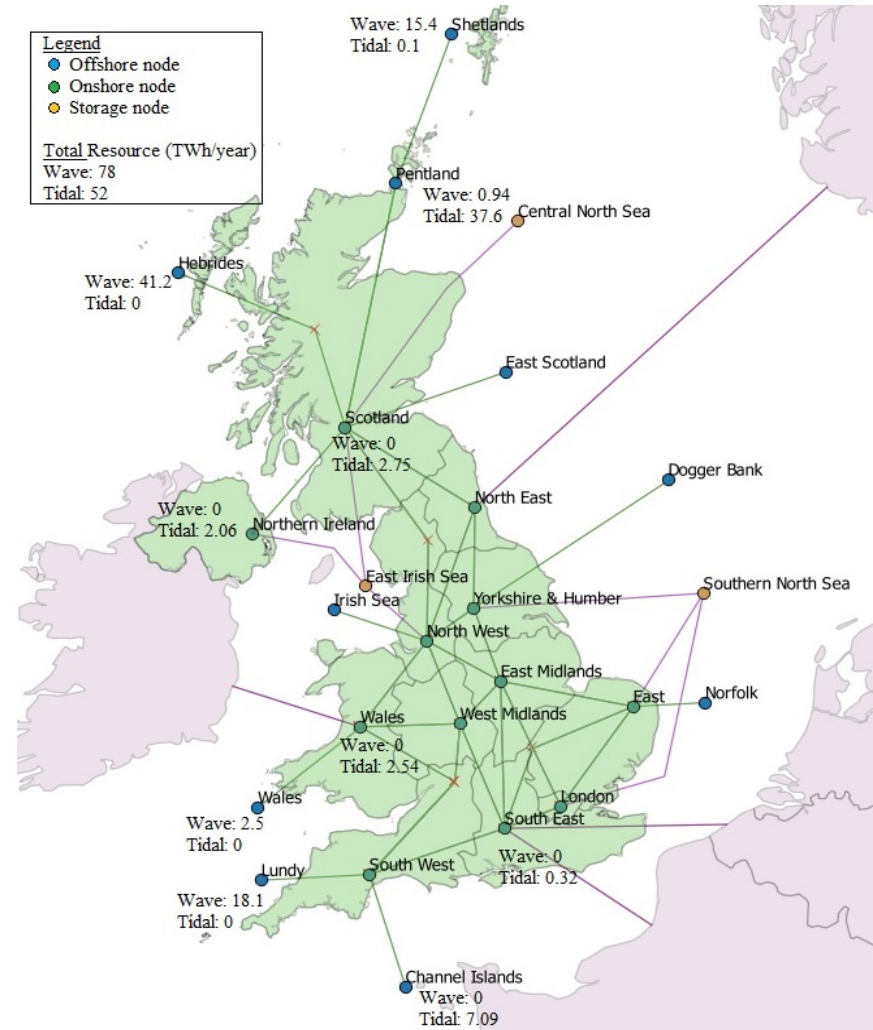 Legend
Offshore node
Onshore node
Storage node
Total Resource (TWh/year)
Wave: 78
Tidal: 52
Wave: 15.4
Tidal: 0.1
Shetlands
Pentland
Wave: 0.94
Tidal: 37.6
Central North Sea
Hebrides
Wave: 41.2
Tidal: 0
East Scotland
Scotland
Wave: 0
Tidal: 2.75
Dogger Bank
North East
Wave: 0
Tidal: 2.06
Northern Ireland
East Irish Sea
Irish Sea
Yorkshire & Humber
Southern North Sea
North West
East Midlands
East
Norfolk
Wales
Wave: 0
Tidal: 2.54
West Midlands
Wales
Wave: 2.5
Tidal: 0
London
South East
Wave: 0
Tidal: 0.32
Lundy
Wave: 18.1
Tidal: 0
South West
Channel Islands
Wave: 0
Tidal: 7.09